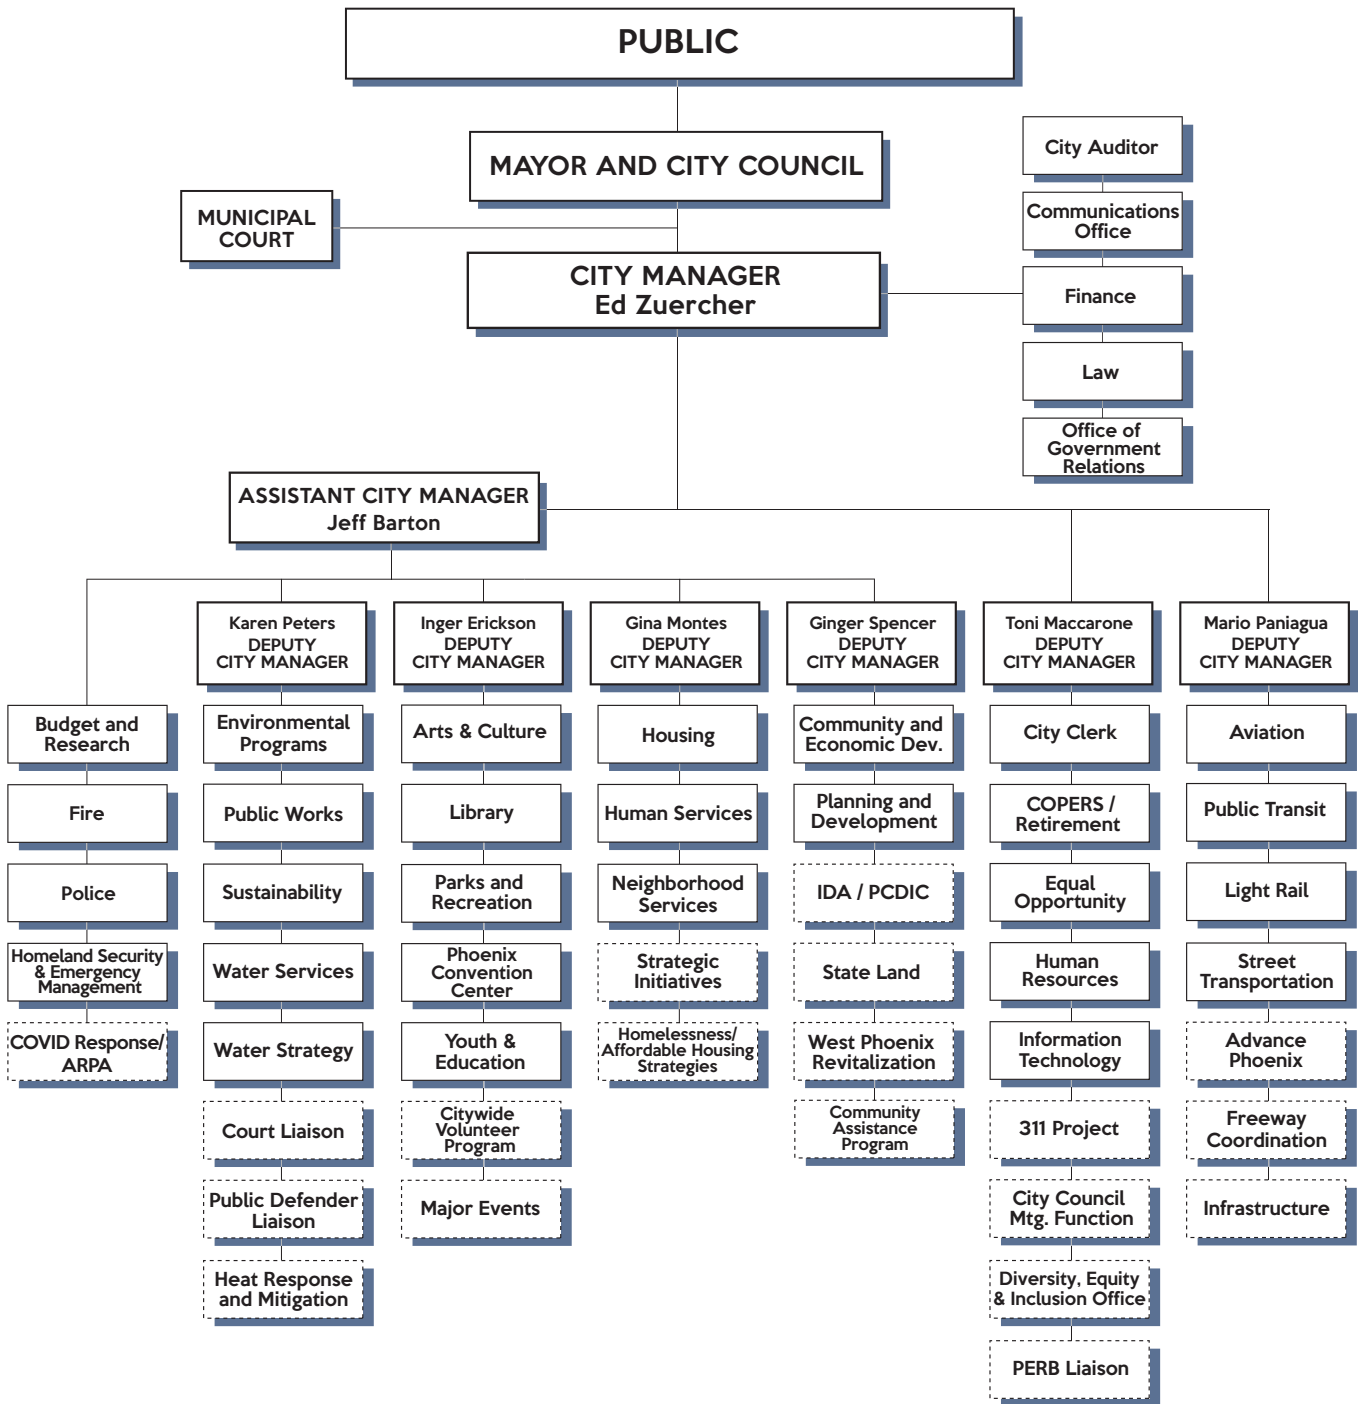 PUBLIC
MAYOR AND CITY COUNCIL
MUNICIPAL
COURT
CITY MANAGER
Ed Zuercher
City Auditor
Communications
Office
Finance
Law
Office of
Government
Relations
ASSISTANT CITY MANAGER
Jeff Barton
Budget and
Research
Fire
Police
Homeland Security
& Emergency
Management
COVID Response/
ARPA
Karen Peters
DEPUTY
CITY MANAGER
Environmental
Programs
Public Works
Sustainability
Water Services
Water Strategy
Court Liaison
Public Defender
Liaison
Heat Response
and Mitigation
Inger Erickson
DEPUTY
CITY MANAGER
Arts & Culture
Library
Parks and
Recreation
Phoenix
Convention
Center
Youth &
Education
Citywide
Volunteer
Program
Major Events
Gina Montes
DEPUTY
CITY MANAGER
Housing
Human Services
Neighborhood
Services
Strategic
Initiatives
Homelessness/
Affordable Housing
Strategies
Ginger Spencer
DEPUTY
CITY MANAGER
Community and
Economic Dev.
Planning and
Development
IDA / PCDIC
State Land
West Phoenix
Revitalization
Community
Assistance
Program
Toni Maccarone
DEPUTY
CITY MANAGER
City Clerk
COPERS /
Retirement
Equal
Opportunity
Human
Resources
Information
Technology
311 Project
City Council
Mtg. Function
Diversity, Equity
& Inclusion Office
PERB Liaison
Mario Paniagua
DEPUTY
CITY MANAGER
Aviation
Public Transit
Light Rail
Street
Transportation
Advance
Phoenix
Freeway
Coordination
Infrastructure